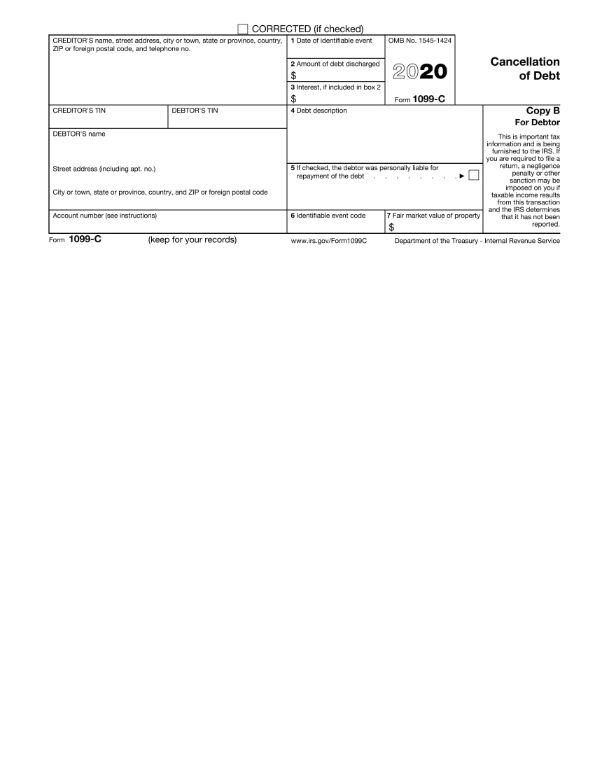 CORRECTED (if checked)
CREDITOR'S name, street address, city or town, state or province, country,
ZIP or foreign postal code, and telephone no.
1 Date of identifiable event
OMB No. 1545-1424
2 Amount of debt discharged
$
2020
Cancellation
of Debt
3 Interest, if included in box 2
$
Form 1099-C
CREDITOR'S TIN
DEBTOR'S TIN
4 Debt description
Copy B
For Debtor
DEBTOR'S name
This is important tax
information and is being
furnished to the IRS. If
you are required to file a
return, a negligence
penalty or other
sanction may be
imposed on you if
taxable income results
from this transaction
and the IRS determines
that it has not been
reported.
Street address (including apt. no.)
5 If checked, the debtor was personally liable for
repayment of the debt . . . . . . . . ▶
City or town, state or province, country, and ZIP or foreign postal code
Account number (see instructions)
6 Identifiable event code
7 Fair market value of property
$
Form 1099-C
(keep for your records)
www.irs.gov/Form1099C
Department of the Treasury - Internal Revenue Service